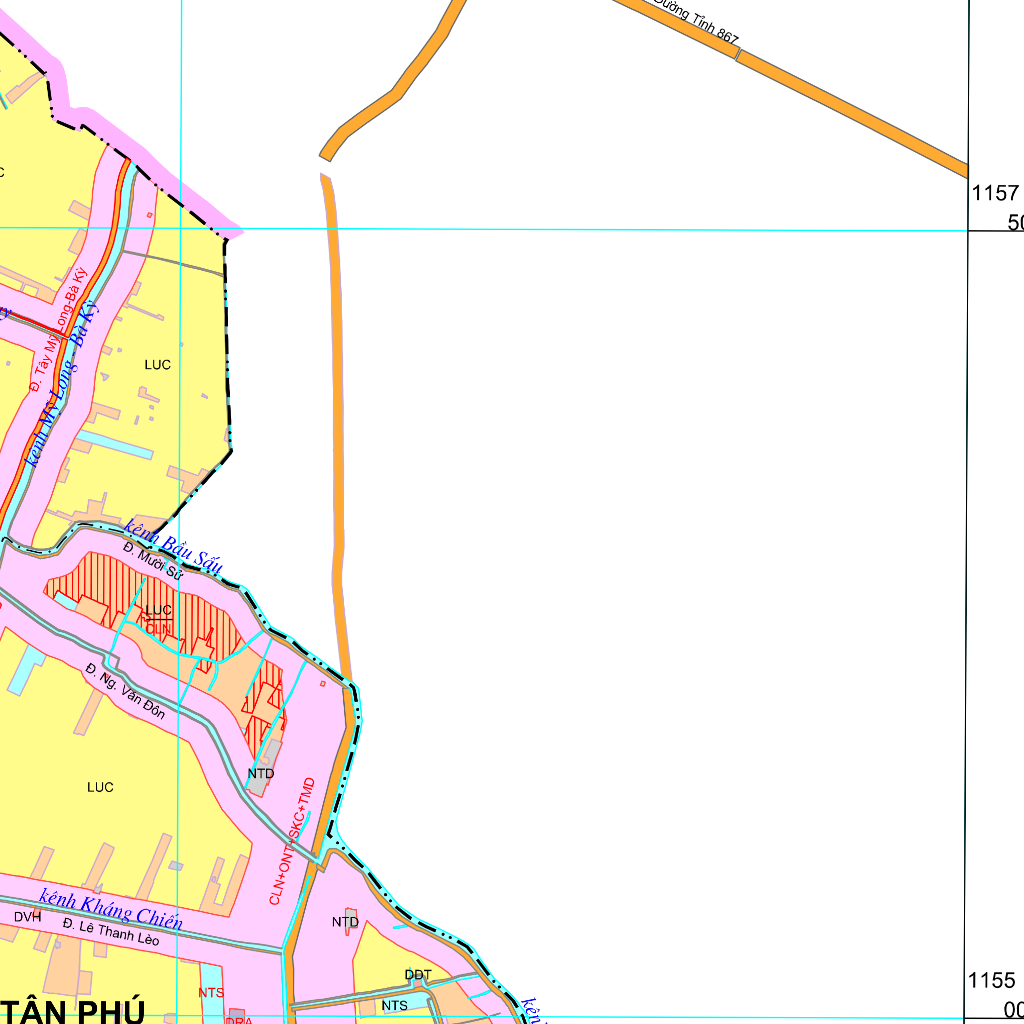 Đường Tỉnh 867
1157
50
Đ. Tây Mỹ Long-Bà Kỳ
kênh Mỹ Long - Bà Kỳ
LUC
kênh Bầu Sấu
Đ. Mười Sử
LUC
CLN
Đ. Ng. Văn Đôn
NTD
LUC
CLN+ONT+SKC+TMD
kênh Kháng Chiến
DVH
Đ. Lê Thanh Lèo
NTD
DDT
1155
NTS
NTS
00
TÂN PHÚ
DRA